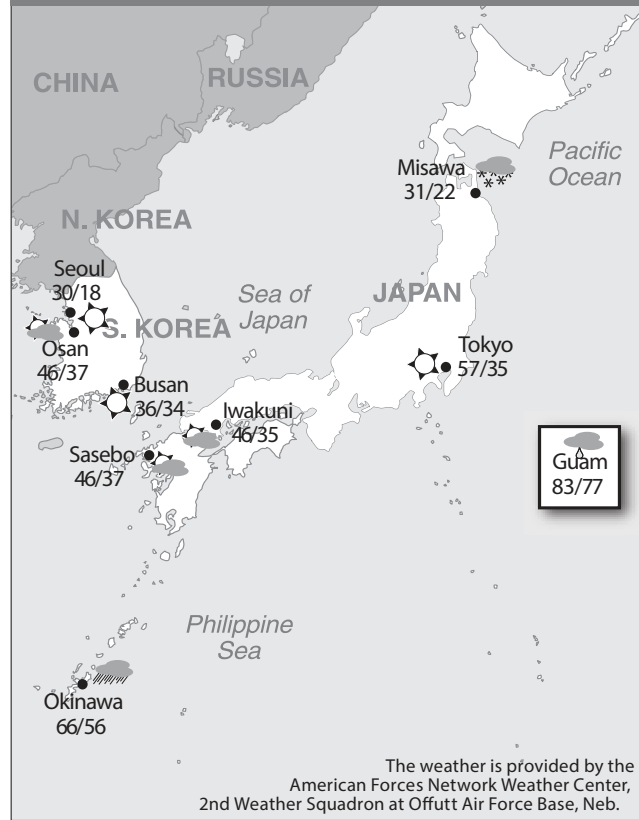 CHINA
RUSSIA
Pacific
Ocean
Misawa
31/22
N. KOREA
Seoul
30/18
Sea of
Japan
JAPAN
S. KOREA
Osan
46/37
Tokyo
57/35
Busan
36/34
Iwakuni
46/35
Sasebo
46/37
Guam
83/77
Philippine
Sea
Okinawa
66/56
The weather is provided by the
American Forces Network Weather Center,
2nd Weather Squadron at Offutt Air Force Base, Neb.